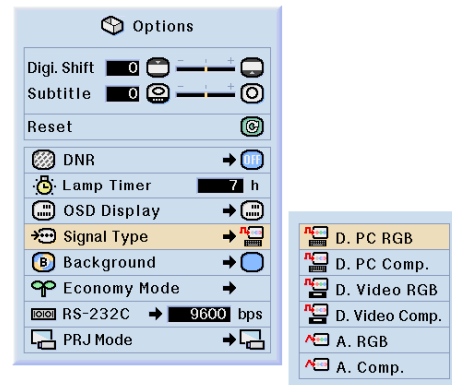 Options
Digi. Shift 0 - +
Subtitle 0 - +
Reset
DNR OFF
Lamp Timer 7 h
OSD Display
Signal Type
B Background
Economy Mode
RS-232C 9600 bps
PRJ Mode
D. PC RGB
D. PC Comp.
D. Video RGB
D. Video Comp.
A. RGB
A. Comp.